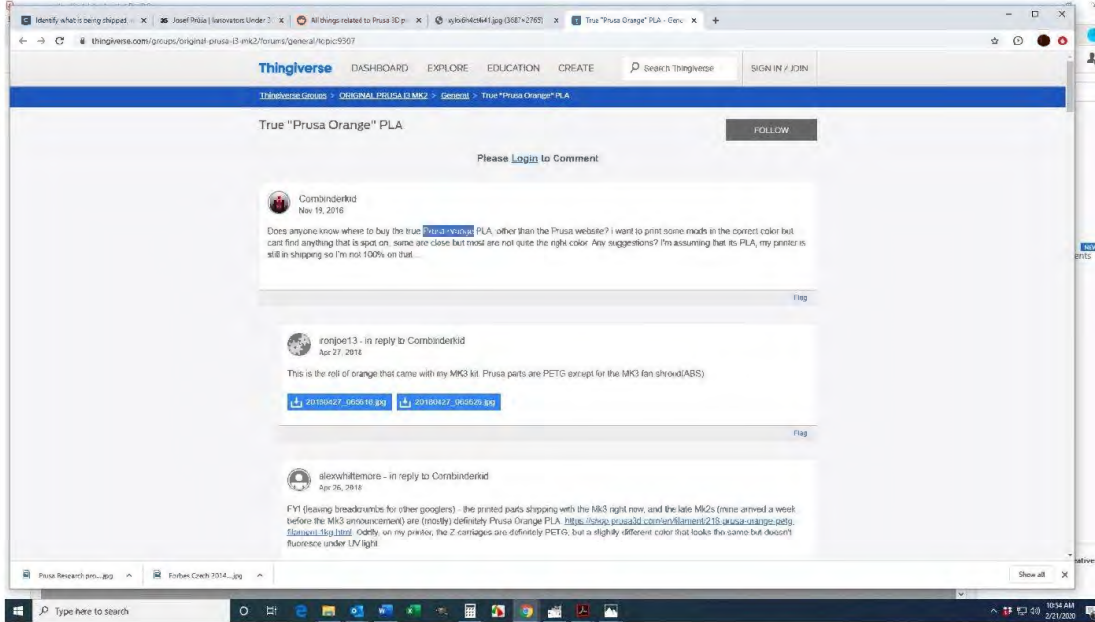 Identify what is being shipped,
Josef Průša | Innovators Under 3
All things related to Prusa 3D p
xylor6n4ctk41.jpg (3687×2765)
True "Prusa Orange" PLA - Gene
thingiverse.com/groups/original-prusa-i3-mk2/forums/general/topic:9307
Thingiverse DASHBOARD EXPLORE EDUCATION CREATE Search Thingiverse SIGN IN / JOIN
Thingiverse Groups > ORIGINAL PRUSA I3 MK2 > General > True "Prusa Orange" PLA
True "Prusa Orange" PLA
FOLLOW
Please Login to Comment
Cornbinderkid
Nov 19, 2016
Does anyone know where to buy the true Prusa orange PLA, other than the Prusa website? i want to print some mods in the correct color but
cant find anything that is spot on, some are close but most are not quite the right color. Any suggestions? I'm assuming that its PLA, my printer is
still in shipping so I'm not 100% on that...
Flag
ironjoe13 - in reply to Cornbinderkid
Apr 27, 2018
This is the roll of orange that came with my MK3 kit. Prusa parts are PETG except for the MK3 fan shroud(ABS)
20180427_065618.jpg 20180427_065625.jpg
Flag
alexwhittemore - in reply to Cornbinderkid
Apr 26, 2018
FYI (leaving breadcrumbs for other googlers) - the printed parts shipping with the Mk3 right now, and the late Mk2s (mine arrived a week
before the Mk3 announcement) are (mostly) definitely Prusa Orange PLA. https://shop.prusa3d.com/en/filament/216-prusa-orange-petg-
filament-1kg.html. Oddly, on my printer, the Z carriages are definitely PETG, but a slightly different color that looks the same but doesn't
fluoresce under UV light.
Prusa Research pro....jpg
Forbes Czech 2014....jpg
Show all
Type here to search
10:54 AM
2/21/2020
NEW
ents
eative